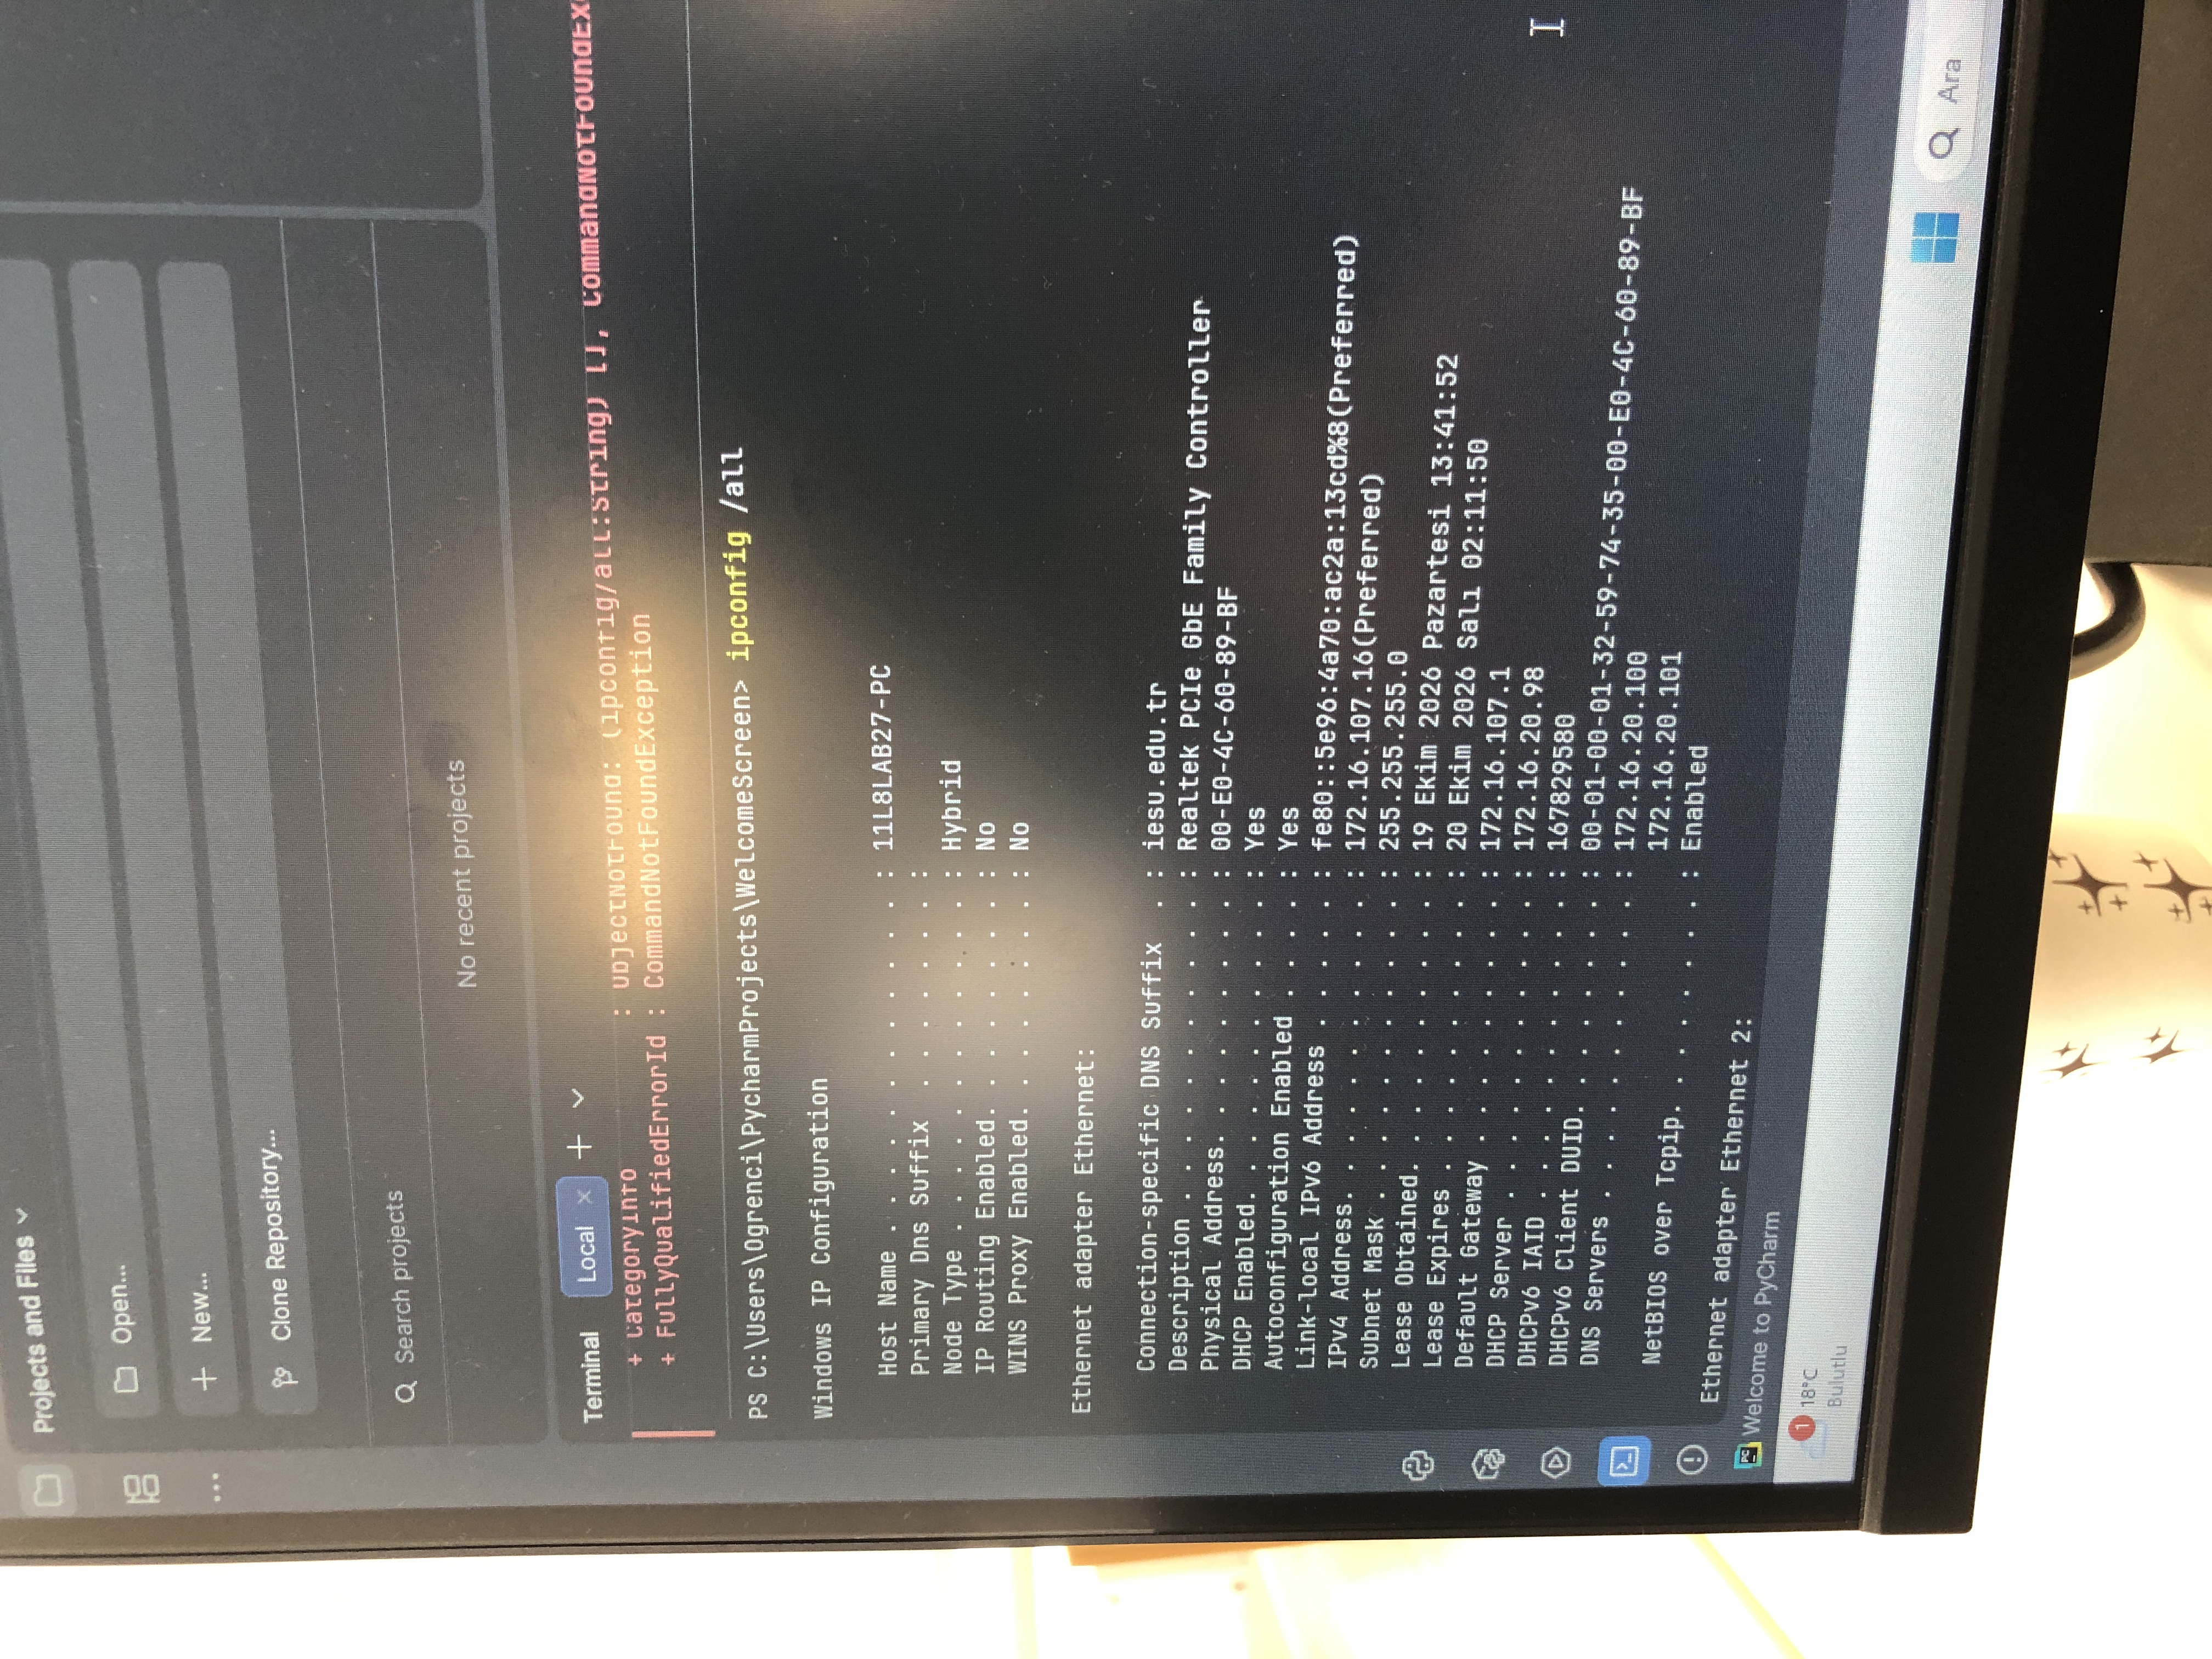 Projects and Files
Open...
New...
Clone Repository...
Search projects
No recent projects
Terminal
Local
+ CategoryInfo : ObjectNotFound: (ipconfig/all:String) [], CommandNotFoundEx
+ FullyQualifiedErrorId : CommandNotFoundException
PS C:\Users\Ogrenci\PycharmProjects\WelcomeScreen> ipconfig /all
Windows IP Configuration
Host Name . . . . . . . . . . . . : 11L8LAB27-PC
Primary Dns Suffix . . . . . . . :
Node Type . . . . . . . . . . . . : Hybrid
IP Routing Enabled. . . . . . . . : No
WINS Proxy Enabled. . . . . . . . : No
Ethernet adapter Ethernet:
Connection-specific DNS Suffix . : iesu.edu.tr
Description . . . . . . . . . . . : Realtek PCIe GbE Family Controller
Physical Address. . . . . . . . . : 00-E0-4C-60-89-BF
DHCP Enabled. . . . . . . . . . . : Yes
Autoconfiguration Enabled . . . . : Yes
Link-local IPv6 Address . . . . . : fe80::5e96:4a70:ac2a:13cd%8(Preferred)
IPv4 Address. . . . . . . . . . . : 172.16.107.16(Preferred)
Subnet Mask . . . . . . . . . . . : 255.255.255.0
Lease Obtained. . . . . . . . . . : 19 Ekim 2026 Pazartesi 13:41:52
Lease Expires . . . . . . . . . . : 20 Ekim 2026 Salı 02:11:50
Default Gateway . . . . . . . . . : 172.16.107.1
DHCP Server . . . . . . . . . . . : 172.16.20.98
DHCPv6 IAID . . . . . . . . . . . : 167829580
DHCPv6 Client DUID. . . . . . . . : 00-01-00-01-32-59-74-35-00-E0-4C-60-89-BF
DNS Servers . . . . . . . . . . . : 172.16.20.100
172.16.20.101
NetBIOS over Tcpip. . . . . . . . : Enabled
Ethernet adapter Ethernet 2:
PC Welcome to PyCharm
1
18°C
Bulutlu
Ara